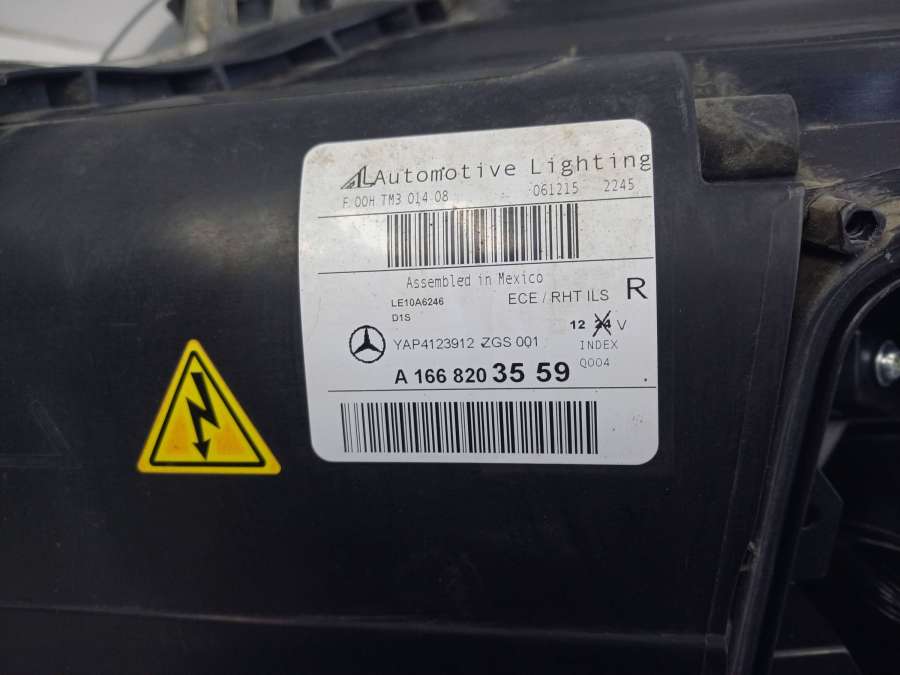 AL Automotive Lighting
F 00H TM3 014 08 061215 2245
Assembled in Mexico
LE10A6246 ECE / RHT ILS R
D1S
12 24 V
YAP4123912 ZGS 001 INDEX
Q004
A 166 820 35 59